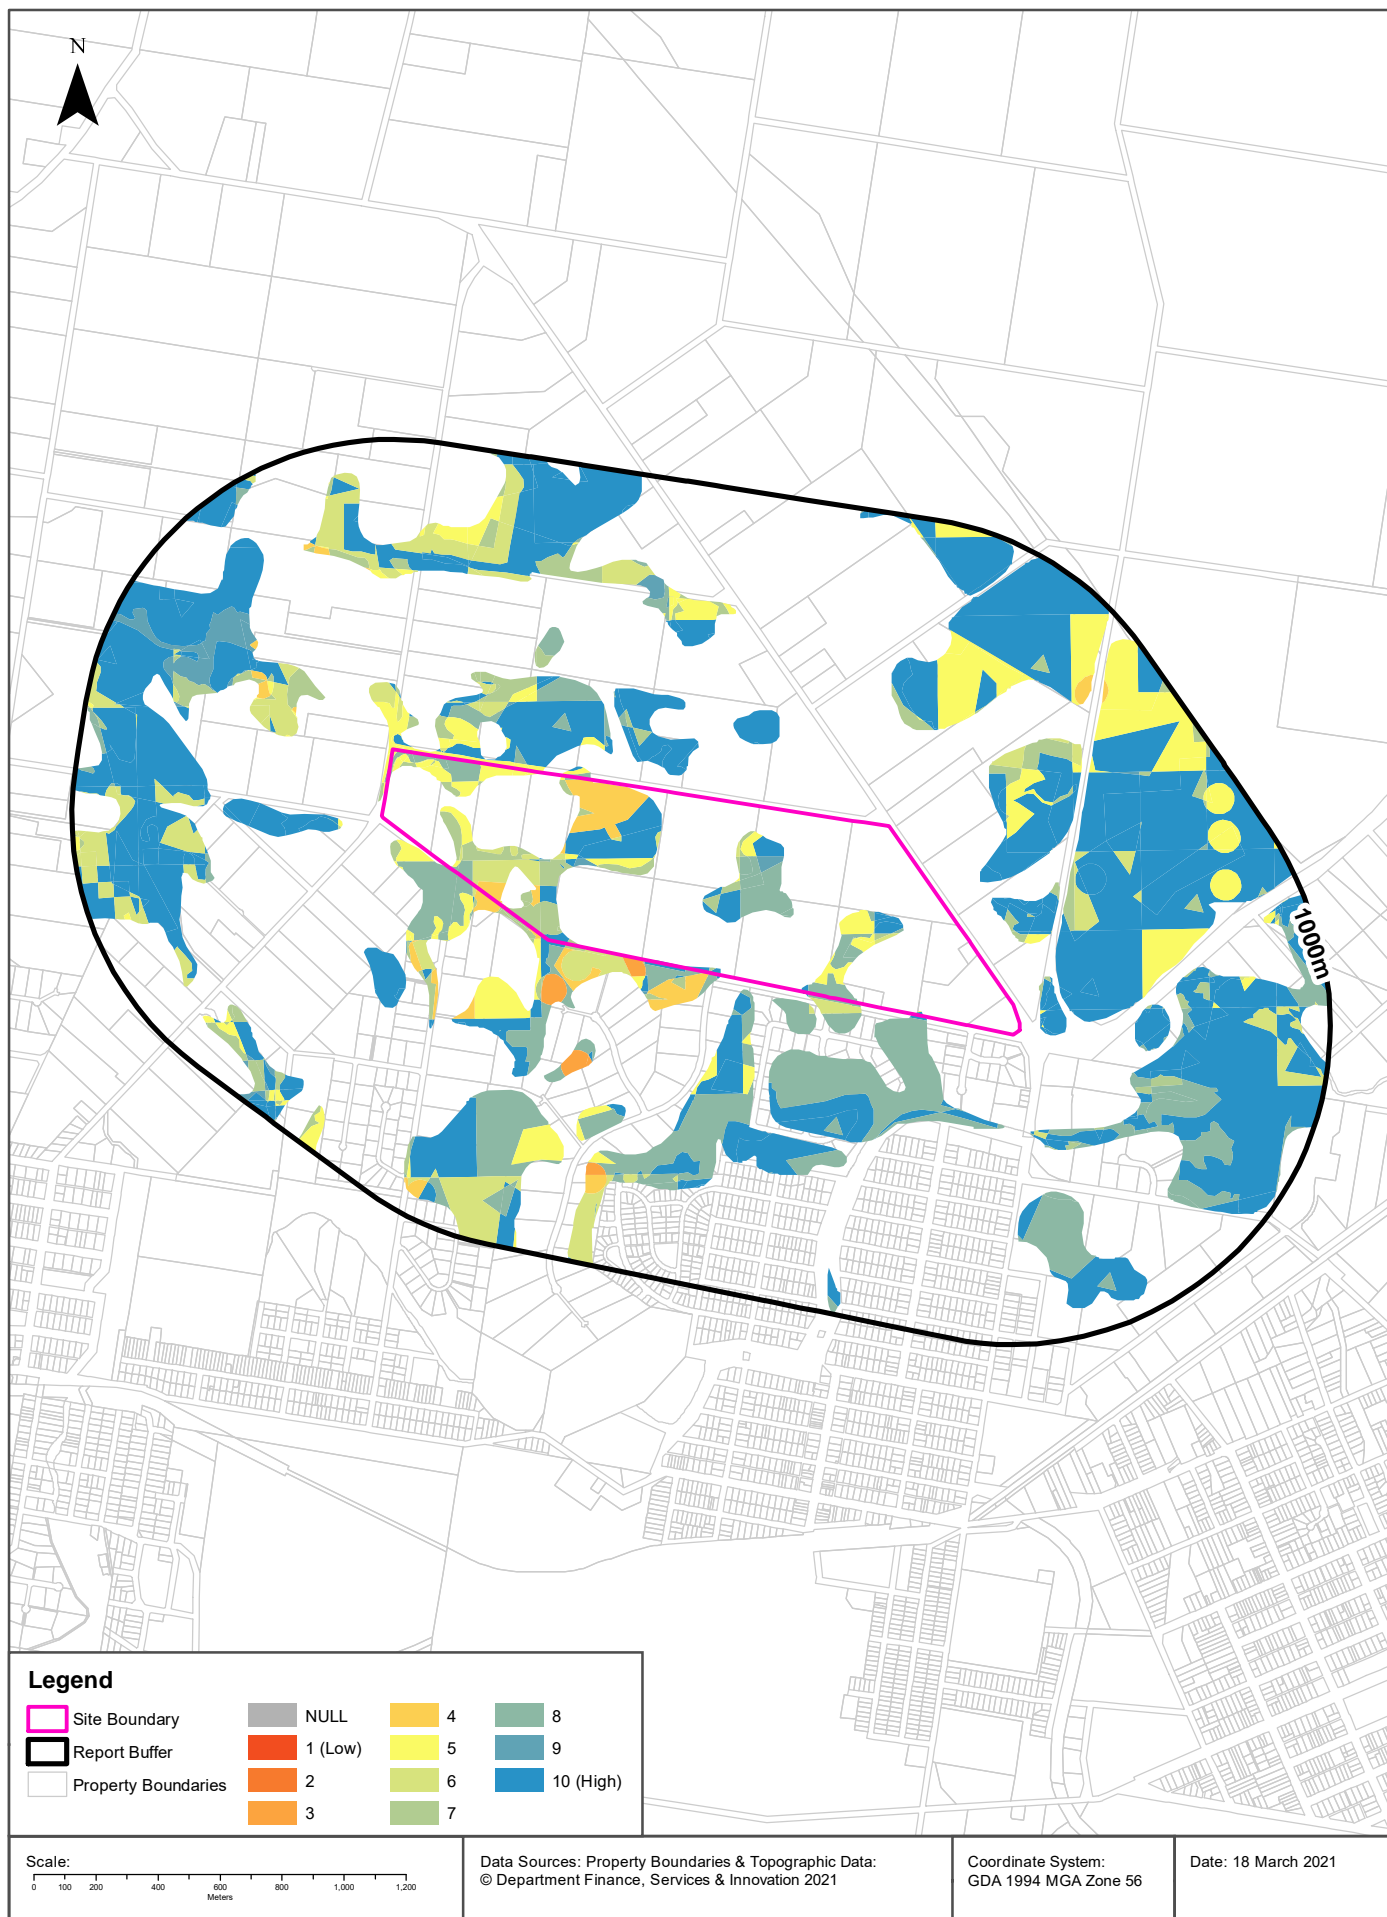 N
1000m
Legend
Site Boundary
Report Buffer
Property Boundaries
NULL
1 (Low)
2
3
4
5
6
7
8
9
10 (High)
Scale:
0 100 200 400 600 800 1,000 1,200
Meters
Data Sources: Property Boundaries & Topographic Data:
© Department Finance, Services & Innovation 2021
Coordinate System:
GDA 1994 MGA Zone 56
Date: 18 March 2021